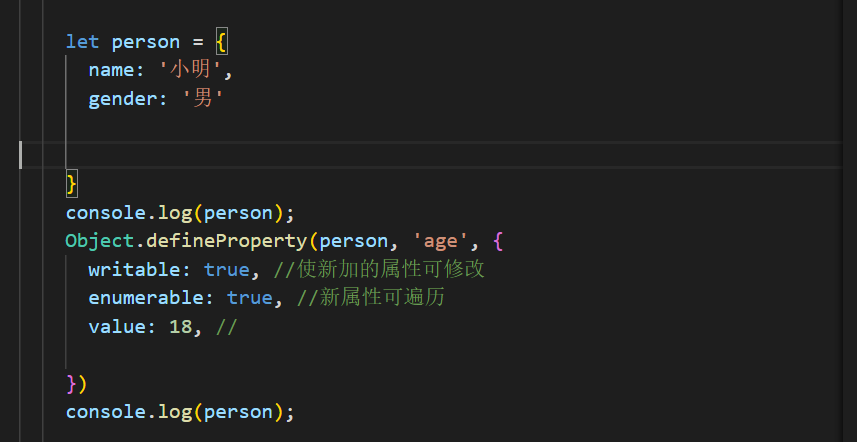 let person = {
name: '小明',
gender: '男'
}
console.log(person);
Object.defineProperty(person, 'age', {
writable: true, //使新加的属性可修改
enumerable: true, //新属性可遍历
value: 18, //
})
console.log(person);